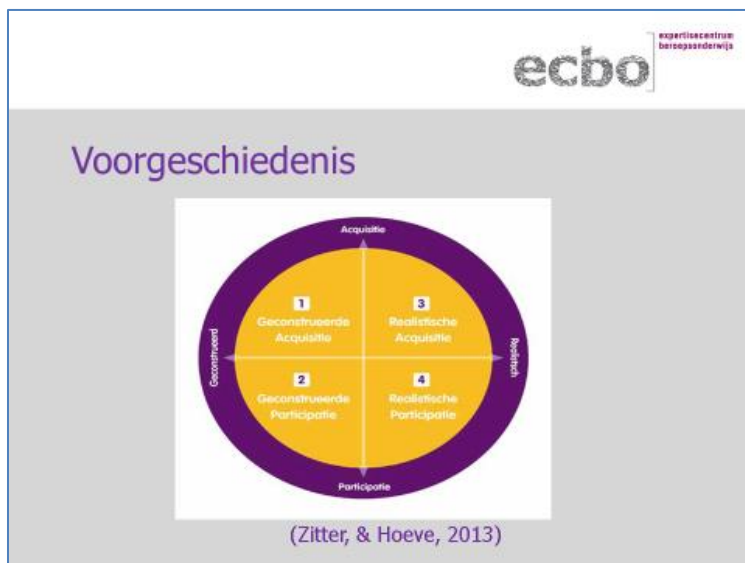 expertisecentrum
beroepsonderwijs
ecbo
Voorgeschiedenis
Acquisitie
1
Geconstrueerde
Acquisitie
3
Realistische
Acquisitie
Geconstrueerd
Realistisch
2
Geconstrueerde
Participatie
4
Realistische
Participatie
Participatie
(Zitter, & Hoeve, 2013)